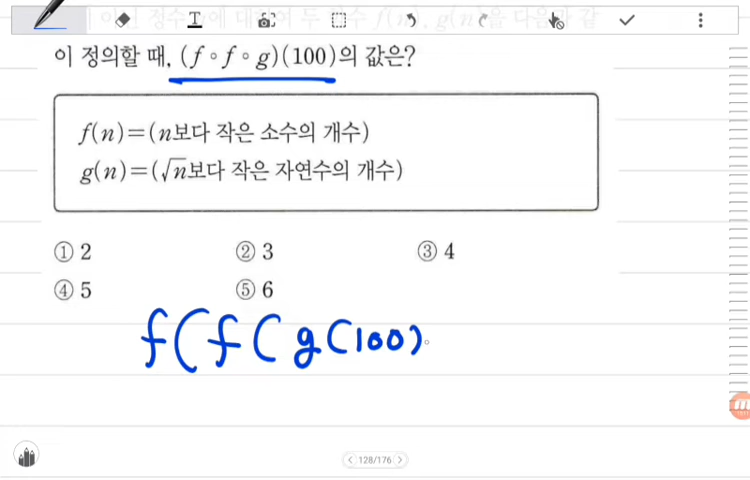 T
이 정의할 때, (f∘f∘g)(100)의 값은?
f(n)=(n보다 작은 소수의 개수)
g(n)=(√n보다 작은 자연수의 개수)
① 2 ② 3 ③ 4
④ 5 ⑤ 6
f(f(g(100)
128/176